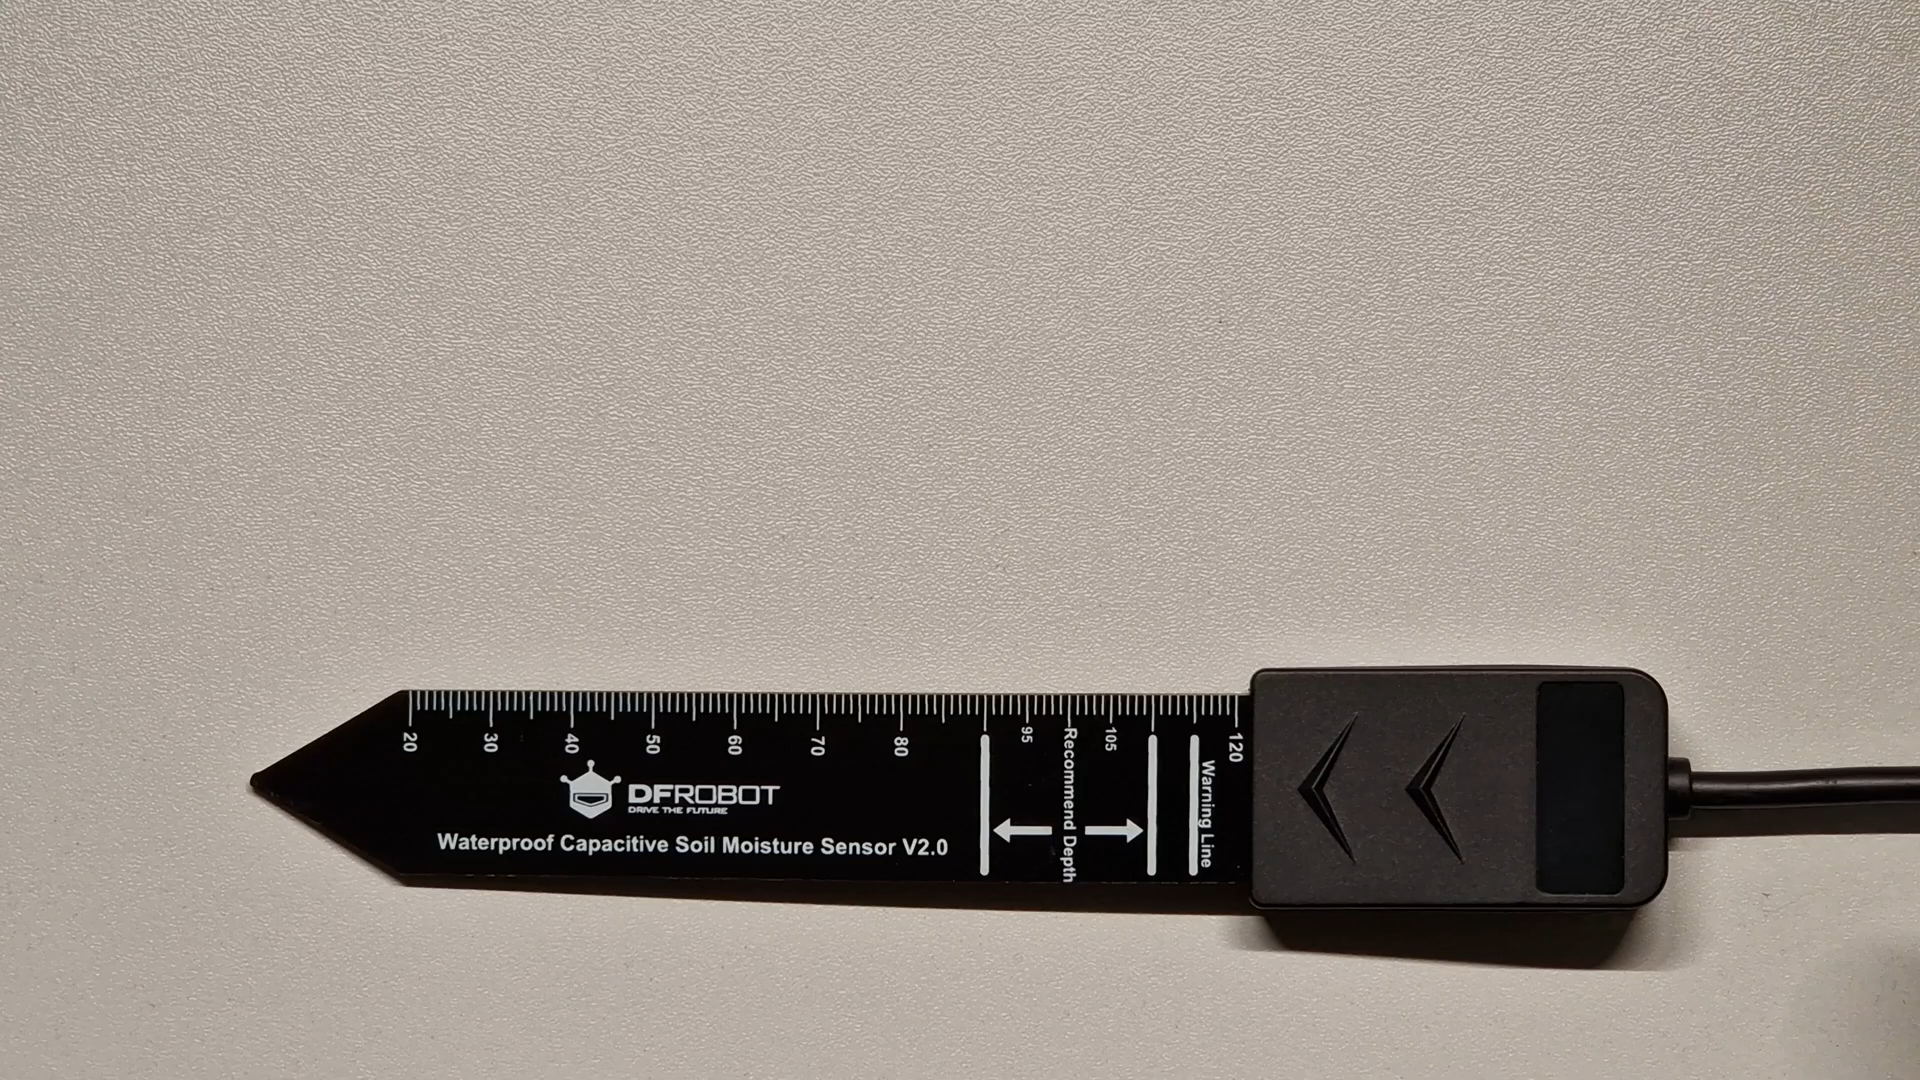 20 30 40 50 60 70 80 95 105 120
DFROBOT
DRIVE THE FUTURE
Waterproof Capacitive Soil Moisture Sensor V2.0
Recommend Depth
Warning Line